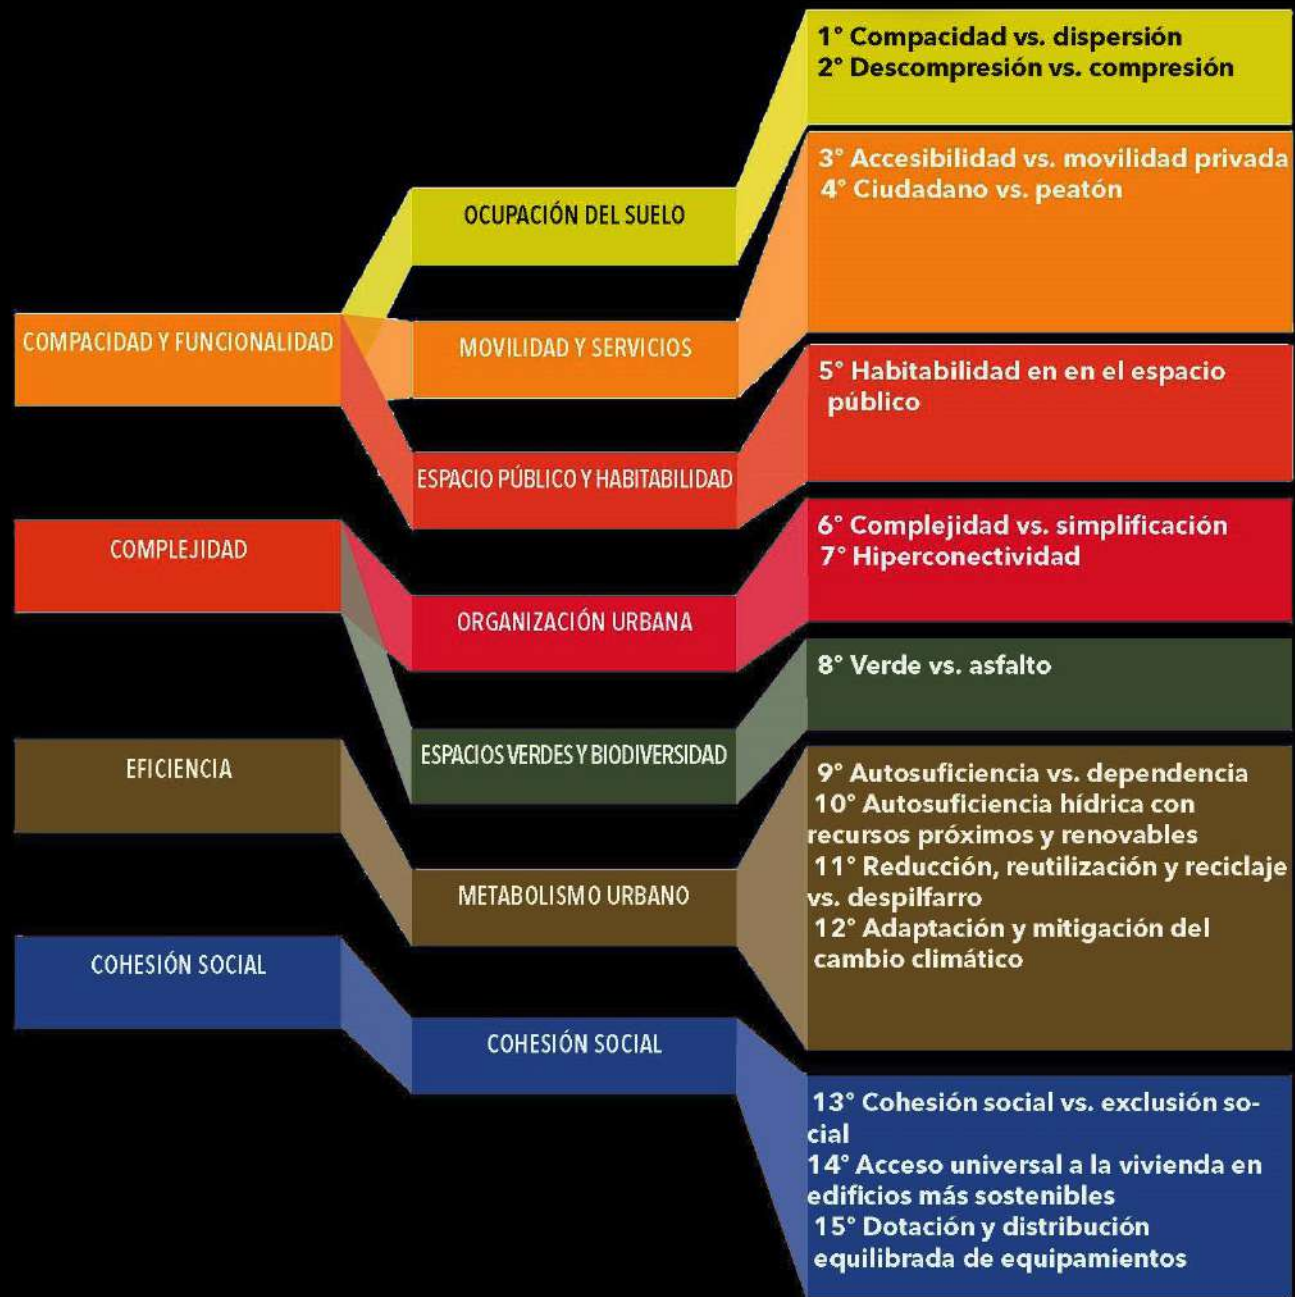 COMPACIDAD Y FUNCIONALIDAD
COMPLEJIDAD
EFICIENCIA
COHESIÓN SOCIAL
OCUPACIÓN DEL SUELO
MOVILIDAD Y SERVICIOS
ESPACIO PÚBLICO Y HABITABILIDAD
ORGANIZACIÓN URBANA
ESPACIOS VERDES Y BIODIVERSIDAD
METABOLISMO URBANO
COHESIÓN SOCIAL
1° Compacidad vs. dispersión
2° Descompresión vs. compresión
3° Accesibilidad vs. movilidad privada
4° Ciudadano vs. peatón
5° Habitabilidad en en el espacio
público
6° Complejidad vs. simplificación
7° Hiperconectividad
8° Verde vs. asfalto
9° Autosuficiencia vs. dependencia
10° Autosuficiencia hídrica con
recursos próximos y renovables
11° Reducción, reutilización y reciclaje
vs. despilfarro
12° Adaptación y mitigación del
cambio climático
13° Cohesión social vs. exclusión so-
cial
14° Acceso universal a la vivienda en
edificios más sostenibles
15° Dotación y distribución
equilibrada de equipamientos